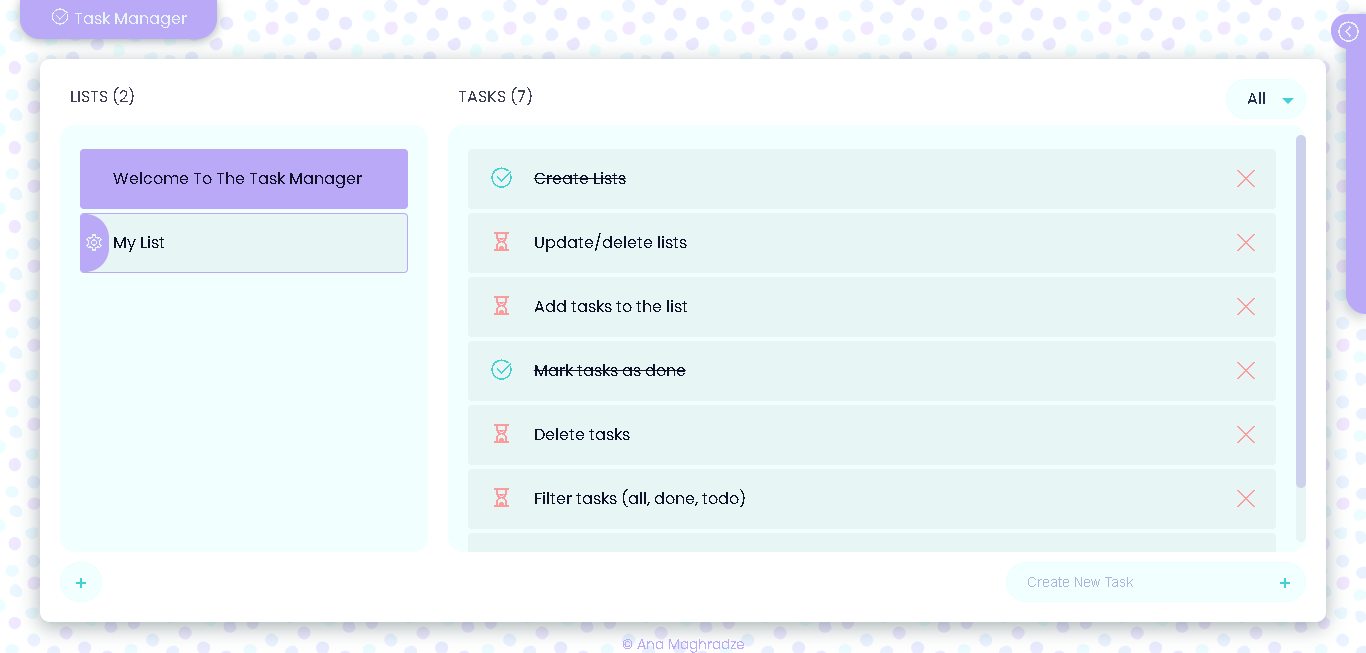 Task Manager
LISTS (2)
TASKS (7)
All
Welcome To The Task Manager
My List
Create Lists
Update/delete lists
Add tasks to the list
Mark tasks as done
Delete tasks
Filter tasks (all, done, todo)
+
Create New Task +
© Ana Maghradze